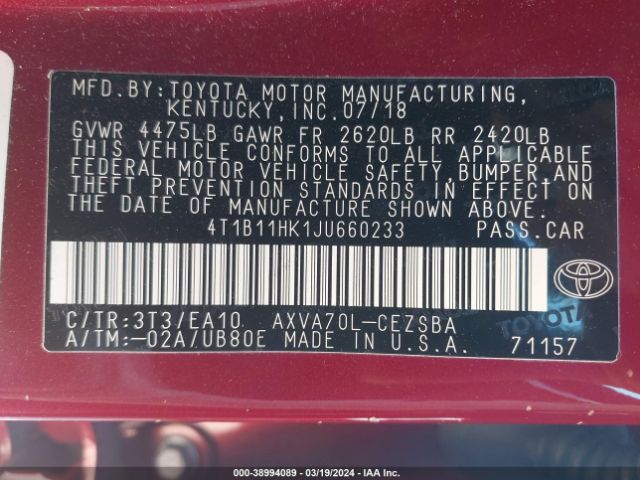 MFD.BY:TOYOTA MOTOR MANUFACTURING,
KENTUCKY,INC.07/18
GVWR 4475LB GAWR FR 2620LB RR 2420LB
THIS VEHICLE CONFORMS TO ALL APPLICABLE
FEDERAL MOTOR VEHICLE SAFETY,BUMPER,AND
THEFT PREVENTION STANDARDS IN EFFECT ON
THE DATE OF MANUFACTURE SHOWN ABOVE.
4T1B11HK1JU660233 PASS.CAR
C/TR:3T3/EA10 AXVA70L-CEZSBA
A/TM:-02A/UB80E MADE IN U.S.A. 71157
TOYOTA
000-38994089 - 03/19/2024 - IAA Inc.